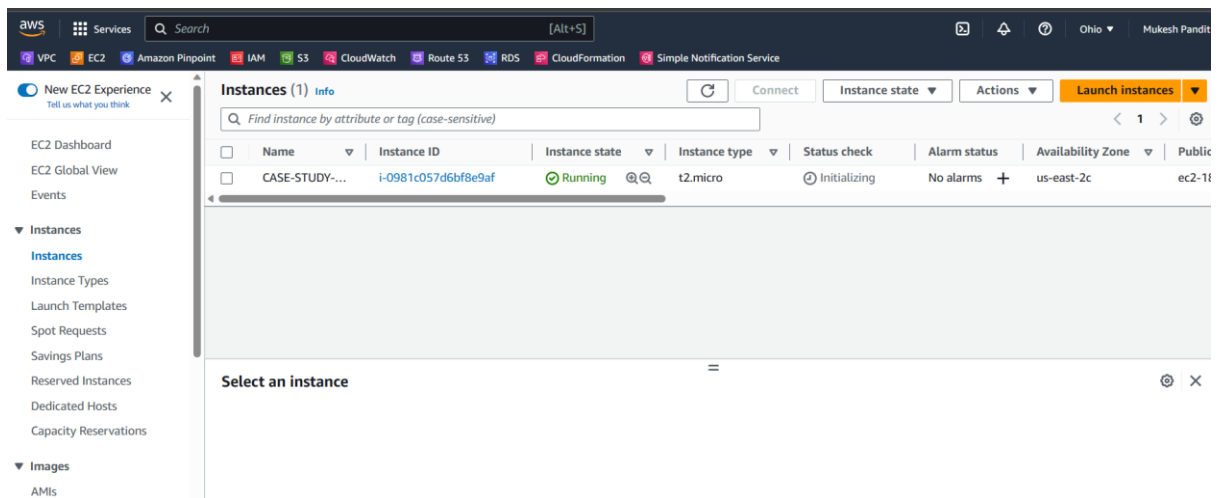 aws Services Search [Alt+S] Ohio ▼ Mukesh Pandit
VPC EC2 Amazon Pinpoint IAM S3 CloudWatch Route 53 RDS CloudFormation Simple Notification Service
New EC2 Experience
Tell us what you think
EC2 Dashboard
EC2 Global View
Events
▼ Instances
Instances
Instance Types
Launch Templates
Spot Requests
Savings Plans
Reserved Instances
Dedicated Hosts
Capacity Reservations
▼ Images
AMIs
Instances (1) Info Connect Instance state ▼ Actions ▼ Launch instances ▼
Find instance by attribute or tag (case-sensitive) < 1 >
Name Instance ID Instance state Instance type Status check Alarm status Availability Zone Public
CASE-STUDY-... i-0981c057d6bf8e9af Running t2.micro Initializing No alarms + us-east-2c ec2-18
Select an instance